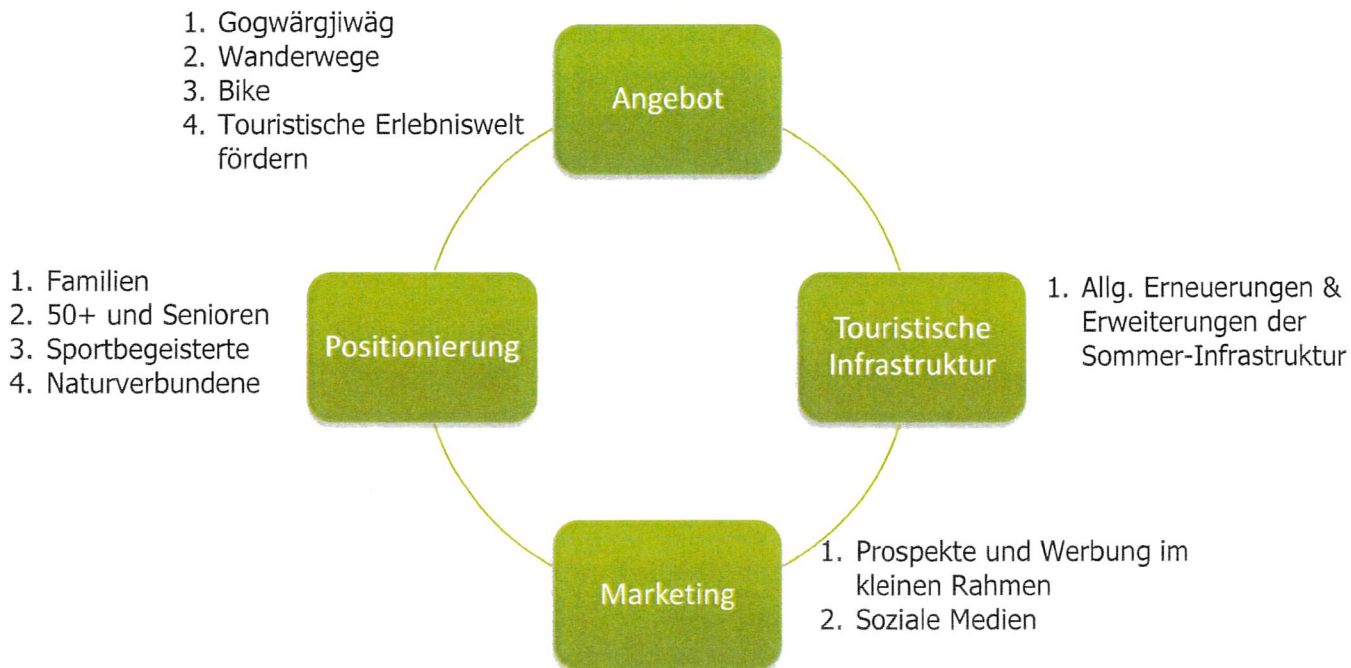 1. Gogwärgjiwäg
2. Wanderwege
3. Bike
4. Touristische Erlebniswelt
fördern
Angebot
1. Familien
2. 50+ und Senioren
3. Sportbegeisterte
4. Naturverbundene
Positionierung
Touristische
Infrastruktur
1. Allg. Erneuerungen &
Erweiterungen der
Sommer-Infrastruktur
Marketing
1. Prospekte und Werbung im
kleinen Rahmen
2. Soziale Medien